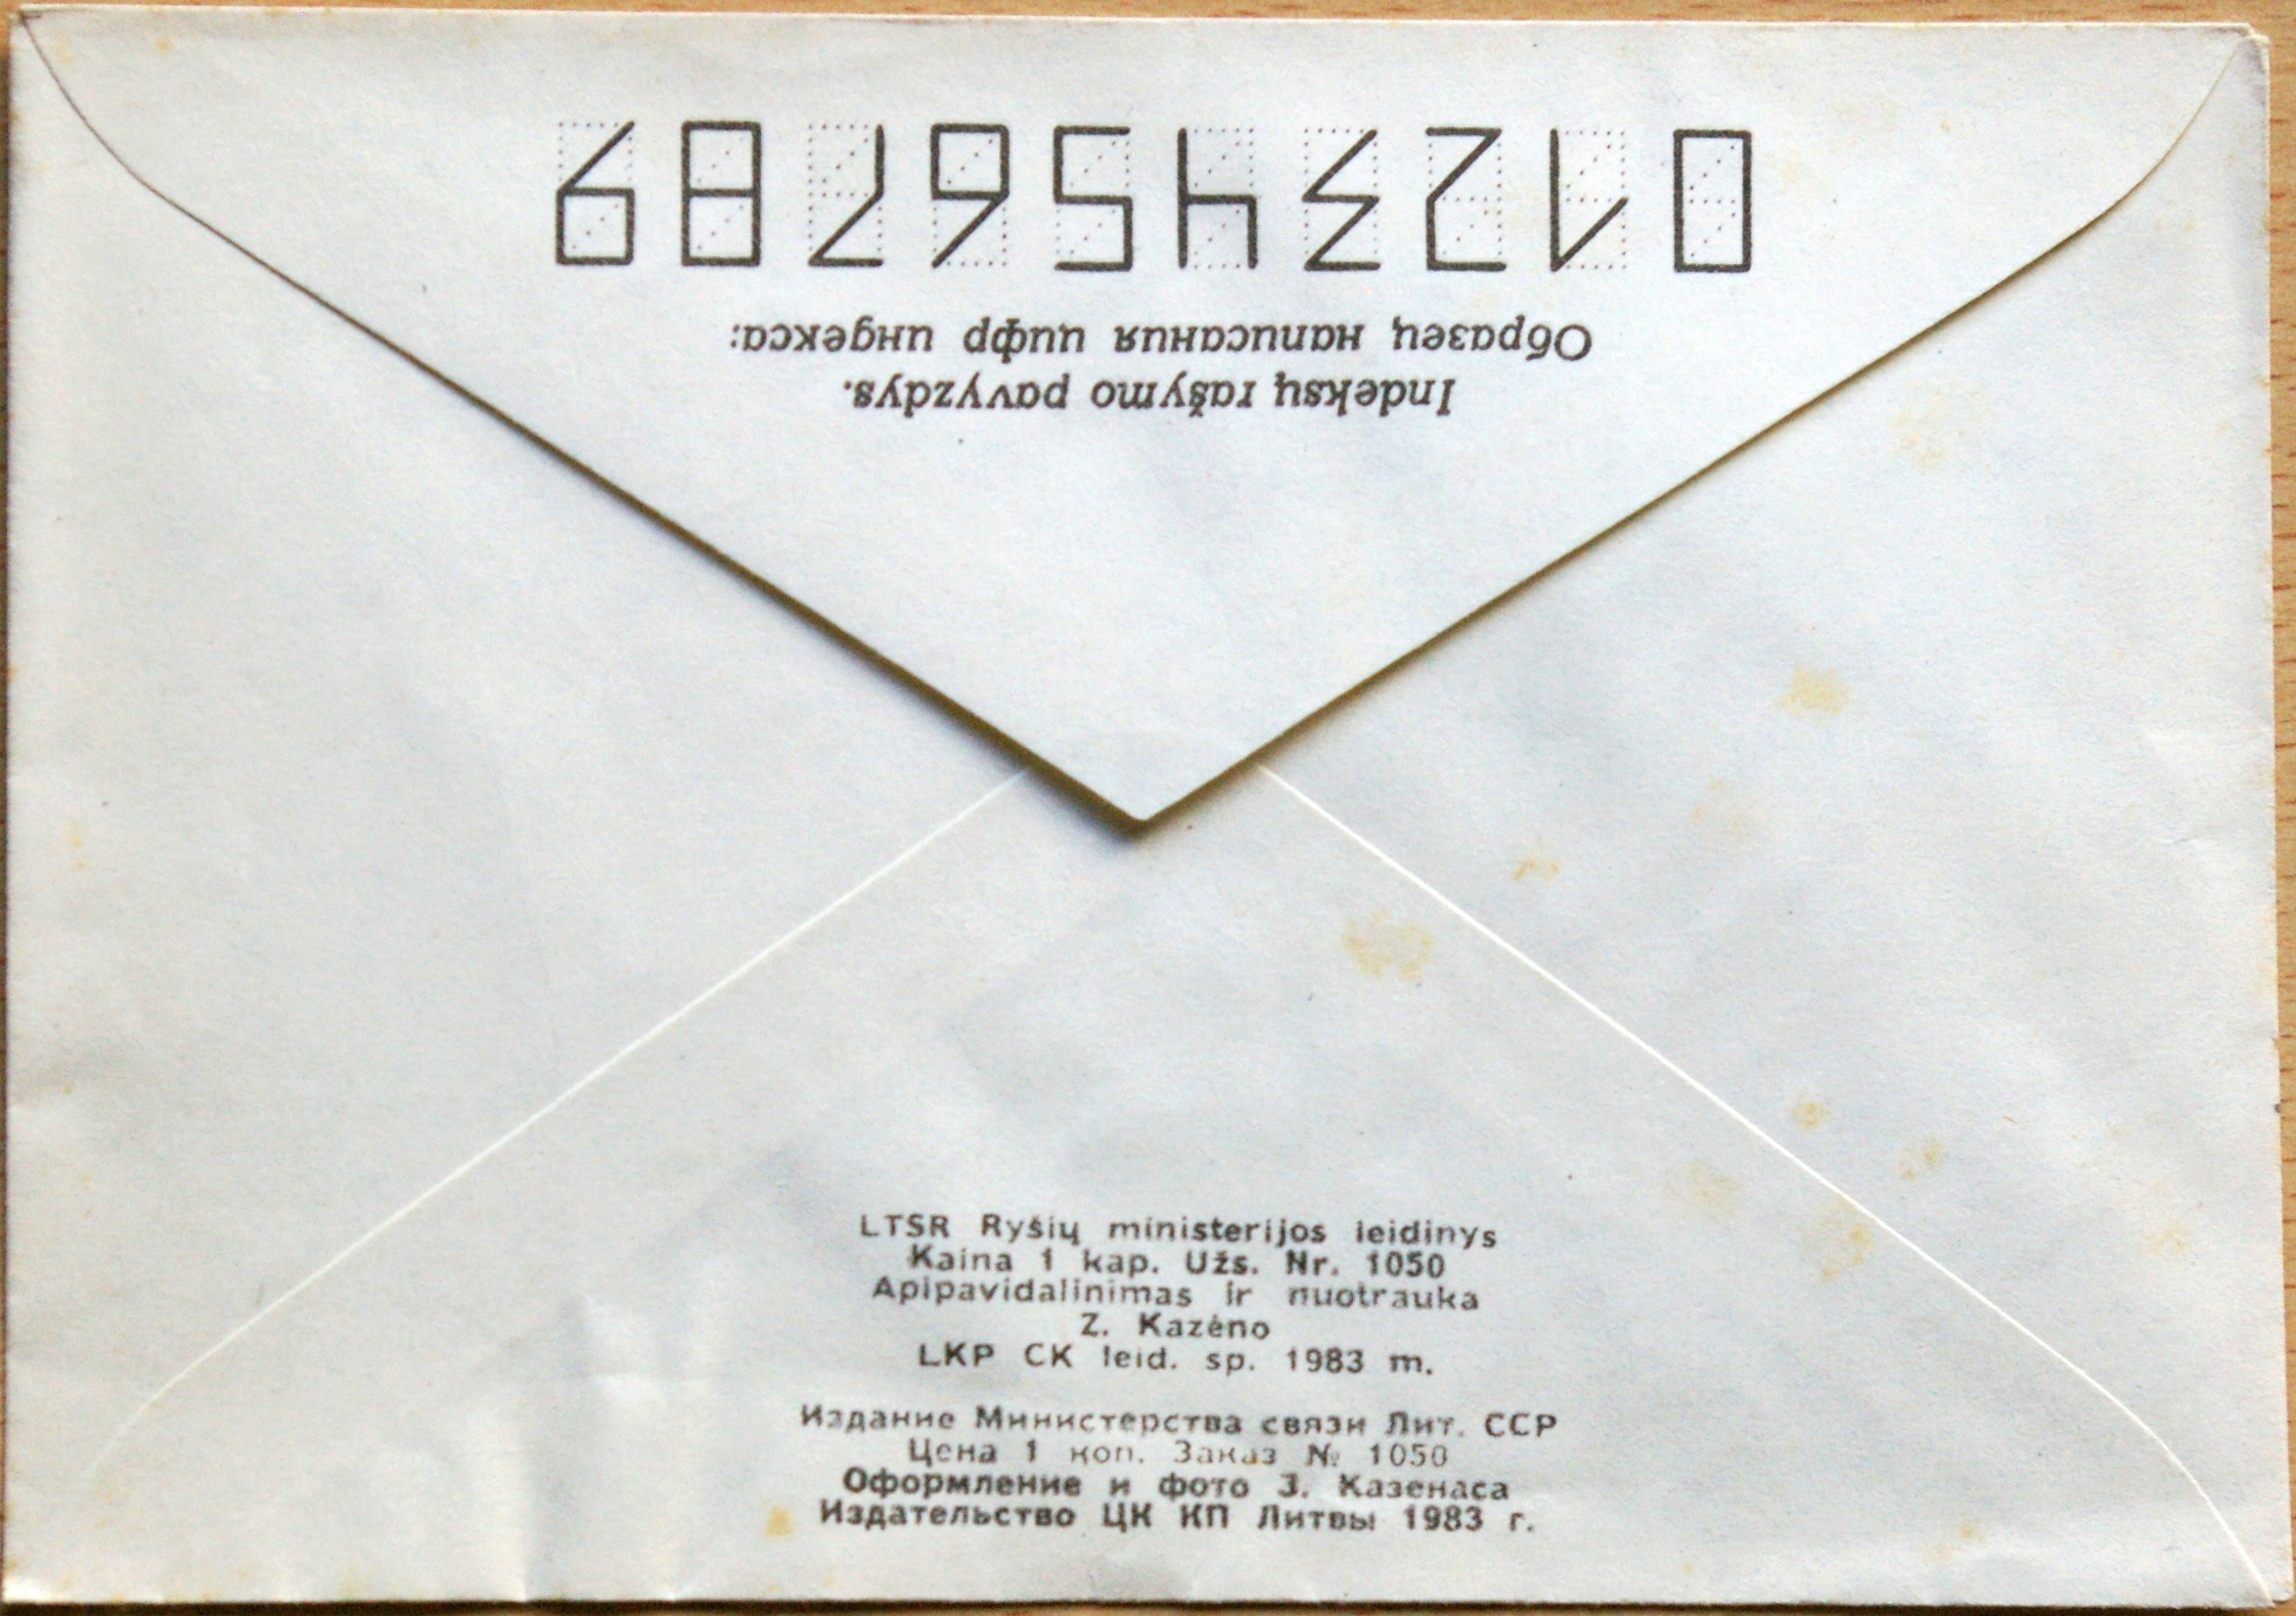 Indeksų rašymo pavyzdys.
Образец написания цифр индекса:
0123456789
LTSR Ryšių ministerijos leidinys
Kaina 1 kap. Užs. Nr. 1050
Apipavidalinimas ir nuotrauka
Z. Kazėno
LKP CK leid. sp. 1983 m.
Издание Министерства связи Лит. ССР
Цена 1 коп. Заказ № 1050
Оформление и фото З. Казенаса
Издательство ЦК КП Литвы 1983 г.